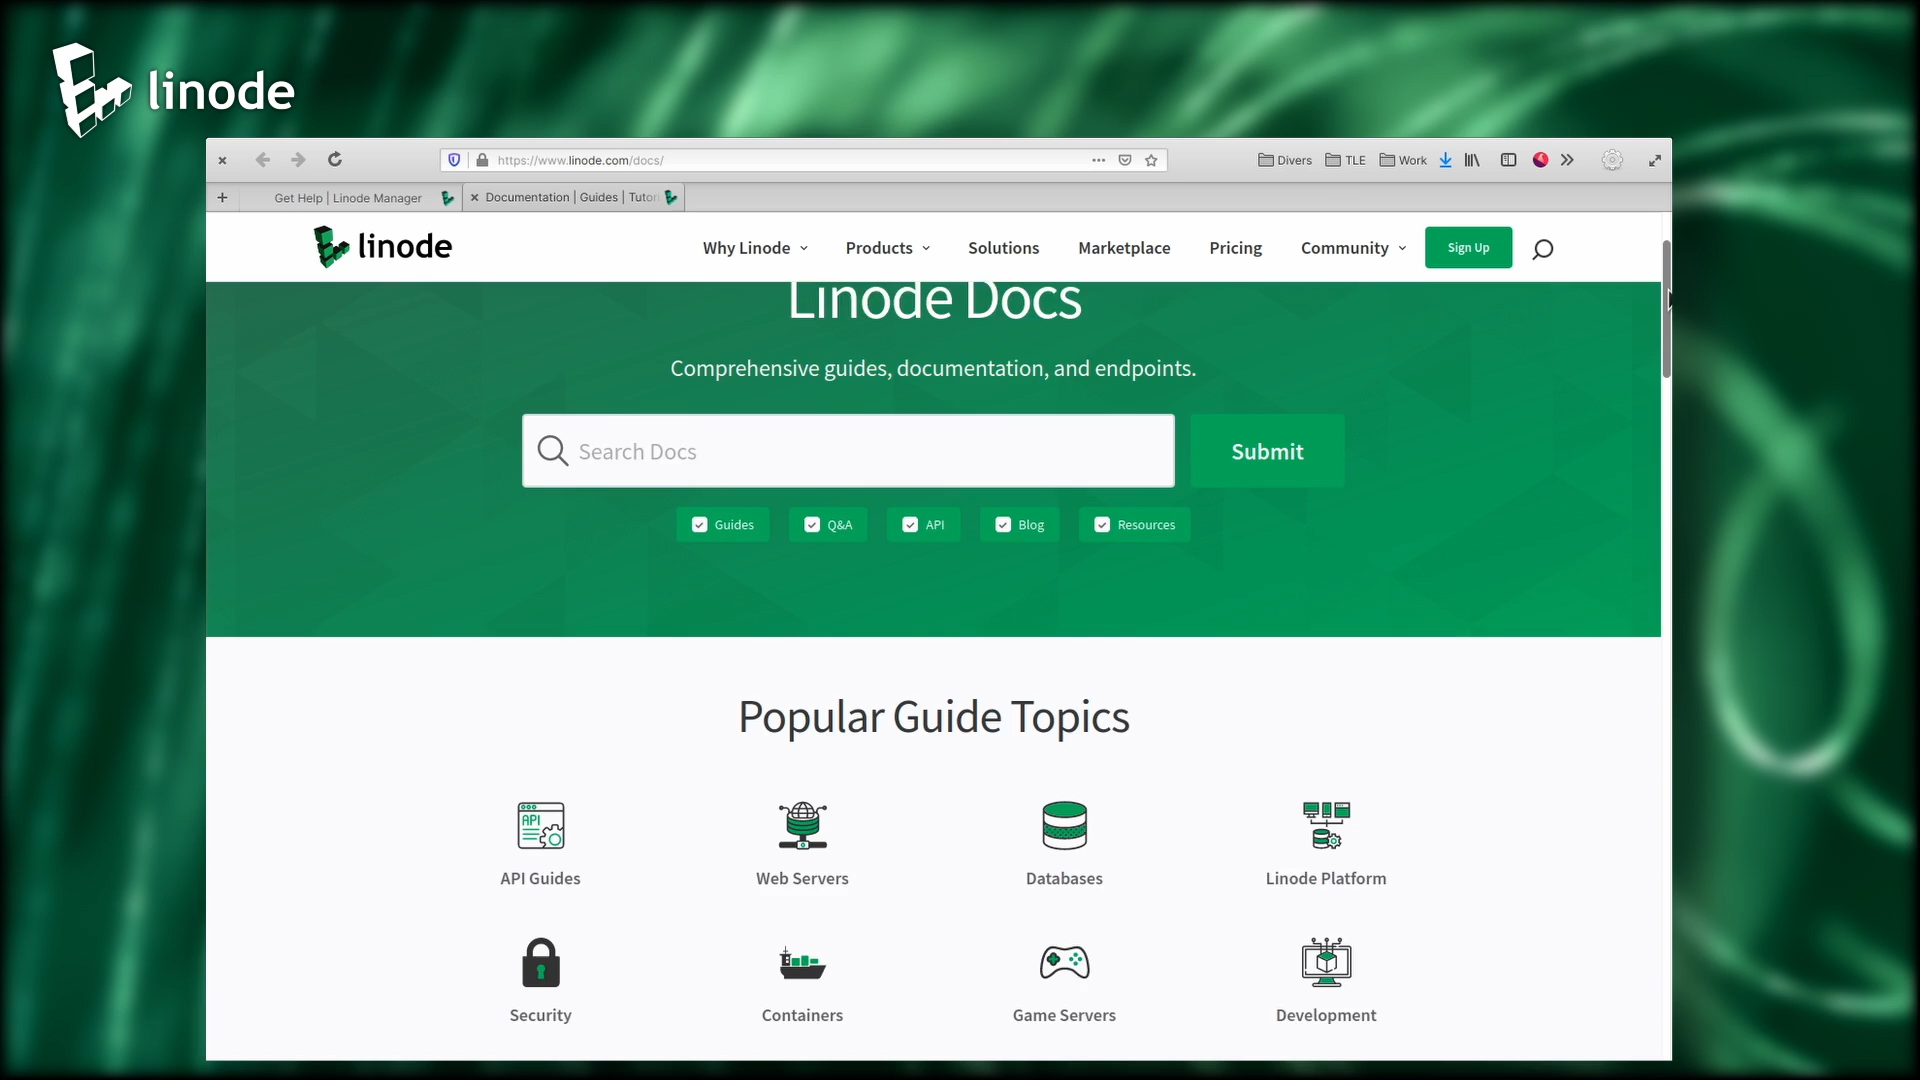 linode
https://www.linode.com/docs/
Divers
TLE
Work
Get Help | Linode Manager
Documentation | Guides | Tutor
linode
Why Linode
Products
Solutions
Marketplace
Pricing
Community
Sign Up
Linode Docs
Comprehensive guides, documentation, and endpoints.
Search Docs
Submit
Guides
Q&A
API
Blog
Resources
Popular Guide Topics
API
API Guides
Web Servers
Databases
Linode Platform
Security
Containers
Game Servers
Development